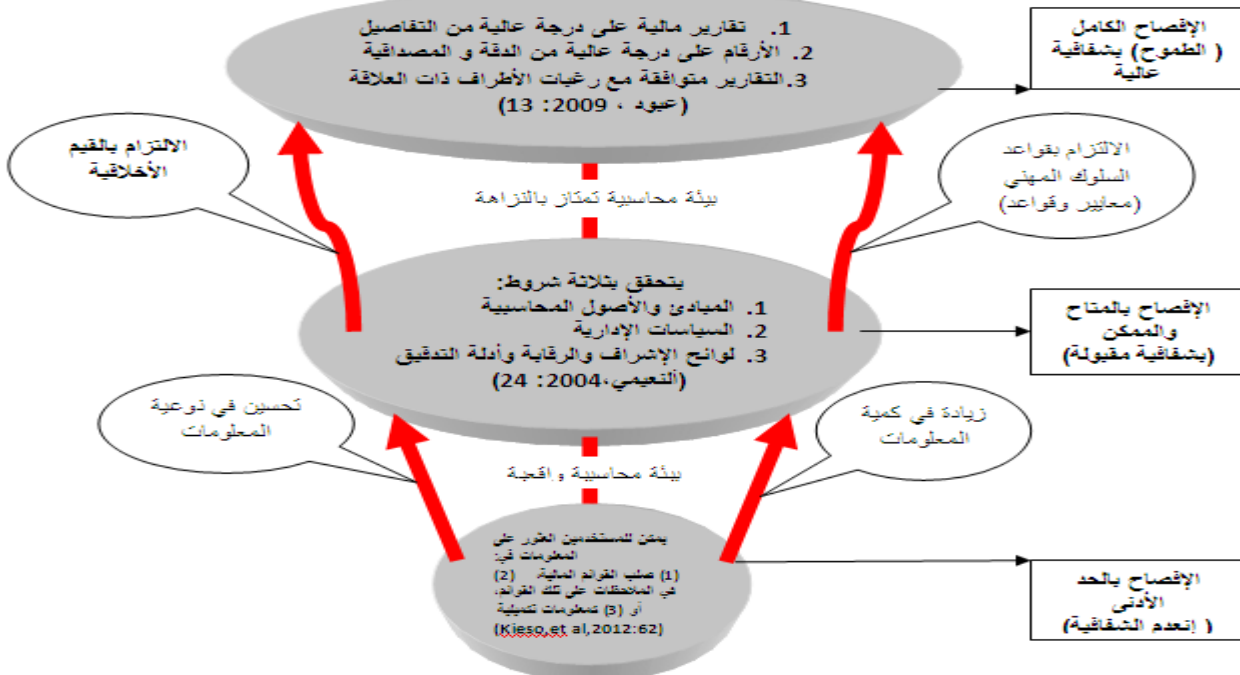 1. تقارير مالية على درجة عالية من التفاصيل
2. الأرقام على درجة عالية من الدقة و المصداقية
3.التقارير متوافقة مع رغبات الأطراف ذات العلاقة
(عبود ، 2009: 13)
الإفصاح الكامل
( الطموح) بشفافية
عالية
الالتزام بقواعد
السلوك المهني
(معايير وقواعد)
الالتزام بالقيم
الأخلاقية
بيئة محاسبية تمتاز بالنزاهة
يتحقق بثلاثة شروط:
1. المبادئ والأصول المحاسبية
2. السياسات الإدارية
3. لوائح الإشراف والرقابة وأدلة التدقيق
(ألنعيمي،2004: 24)
الإفصاح بالمتاح
والممكن
(بشفافية مقبولة)
زيادة في كمية
المعلومات
تحسين في نوعية
المعلومات
بيئة محاسبية واقعية
يمكن للمستخدمين العثور على
المعلومات في:
(1) صلب القوائم المالية. (2)
في الملاحظات على تلك القوائم،
أو (3) كمعلومات تكميلية
(Kieso,et al,2012:62)
الإفصاح بالحد
الأدنى
( إنعدم الشفافية)